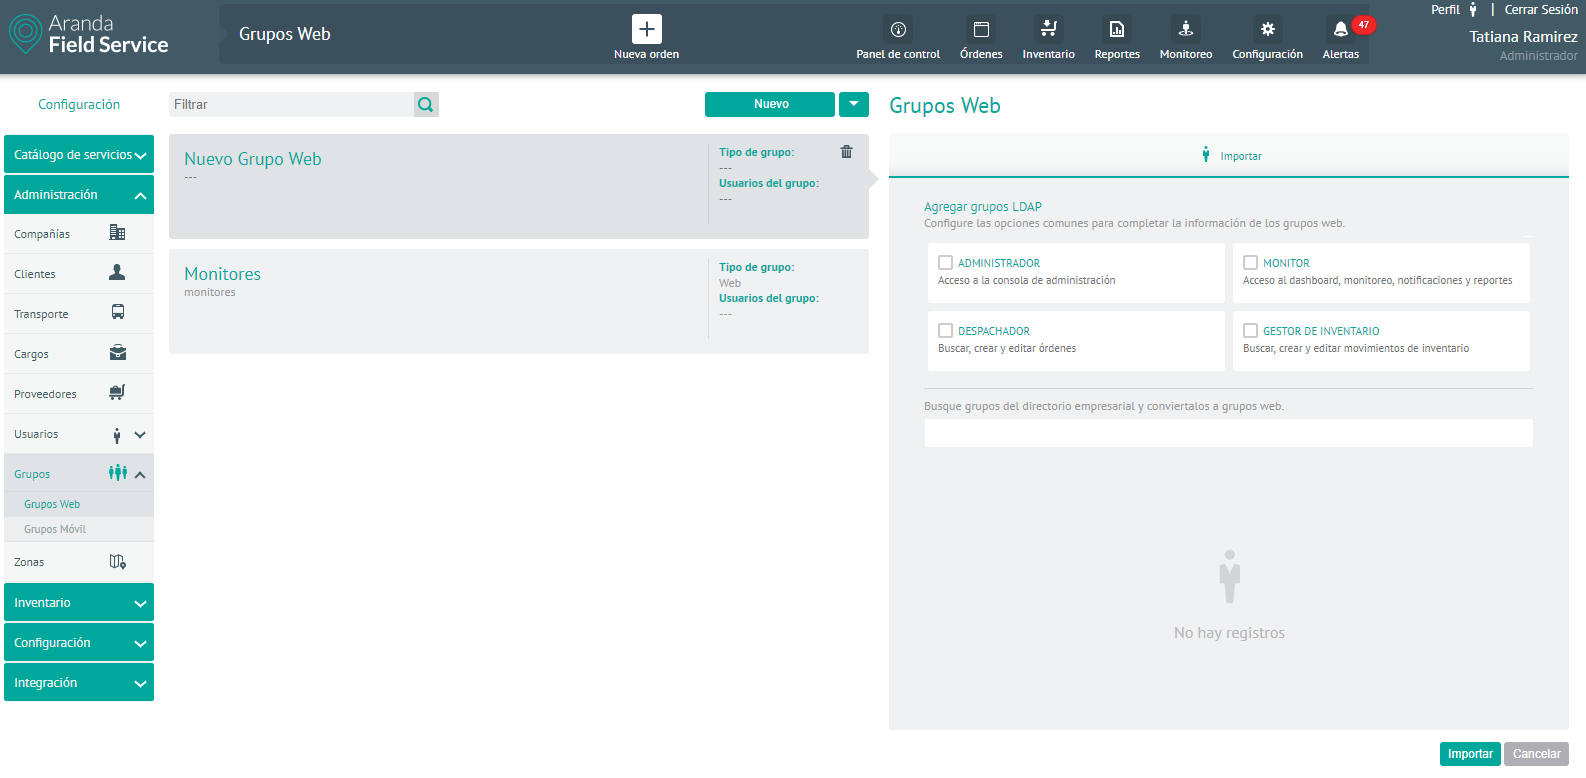 Aranda
Field Service
Grupos Web
Nueva orden
Panel de control
Órdenes
Inventario
Reportes
Monitoreo
Configuración
Alertas
47
Perfil | Cerrar Sesión
Tatiana Ramirez
Administrador
Configuración
Catálogo de servicios
Administración
Compañías
Clientes
Transporte
Cargos
Proveedores
Usuarios
Grupos
Grupos Web
Grupos Móvil
Zonas
Inventario
Configuración
Integración
Filtrar
Nuevo
Nuevo Grupo Web
---
Tipo de grupo:
---
Usuarios del grupo:
---
Monitores
monitores
Tipo de grupo:
Web
Usuarios del grupo:
---
Grupos Web
Importar
Agregar grupos LDAP
Configure las opciones comunes para completar la información de los grupos web.
ADMINISTRADOR
Acceso a la consola de administración
MONITOR
Acceso al dashboard, monitoreo, notificaciones y reportes
DESPACHADOR
Buscar, crear y editar órdenes
GESTOR DE INVENTARIO
Buscar, crear y editar movimientos de inventario
Busque grupos del directorio empresarial y conviertalos a grupos web.
No hay registros
Importar
Cancelar